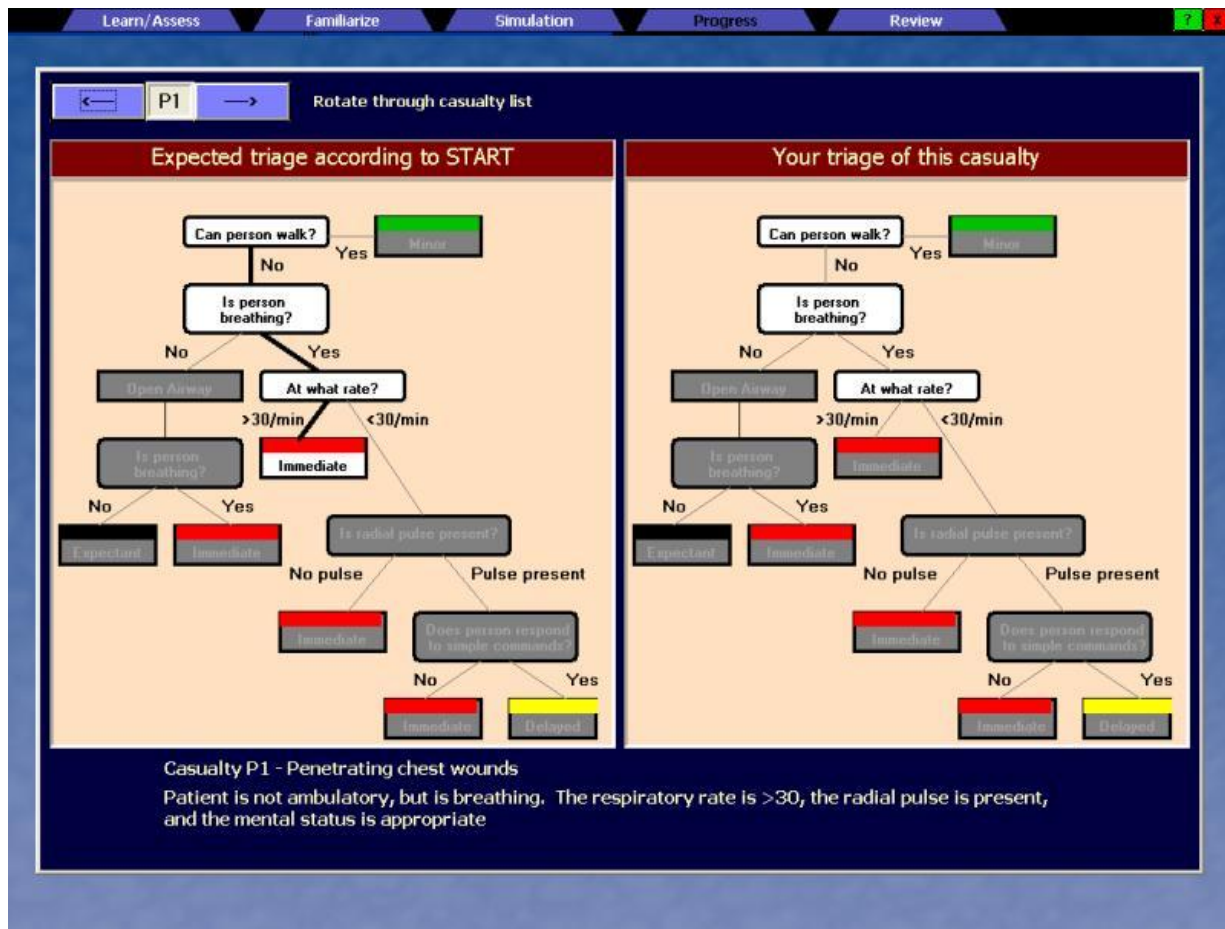 Learn/Assess Familiarize Simulation Progress Review ? X
<— P1 —> Rotate through casualty list
Expected triage according to START
Can person walk?
Yes
Minor
No
Is person
breathing?
No
Yes
Open Airway
At what rate?
>30/min
<30/min
Is person
breathing?
Immediate
No
Yes
Expectant
Immediate
Is radial pulse present?
No pulse
Pulse present
Immediate
Does person respond
to simple commands?
No
Yes
Immediate
Delayed
Your triage of this casualty
Can person walk?
Yes
Minor
No
Is person
breathing?
No
Yes
Open Airway
At what rate?
>30/min
<30/min
Is person
breathing?
Immediate
No
Yes
Expectant
Immediate
Is radial pulse present?
No pulse
Pulse present
Immediate
Does person respond
to simple commands?
No
Yes
Immediate
Delayed
Casualty P1 - Penetrating chest wounds
Patient is not ambulatory, but is breathing. The respiratory rate is >30, the radial pulse is present,
and the mental status is appropriate